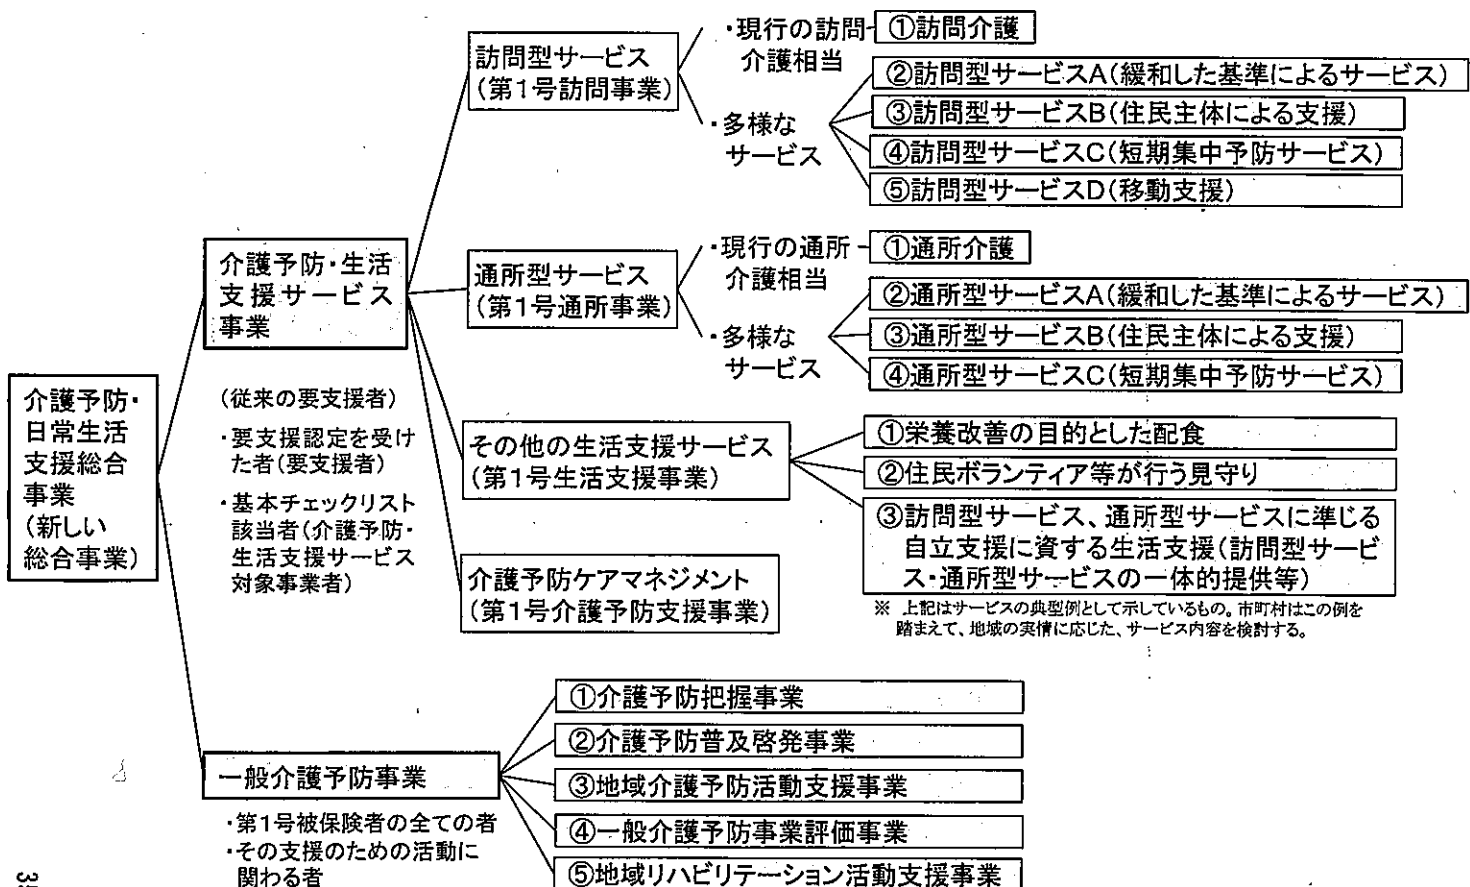 介護予防・
日常生活
支援総合
事業
(新しい
総合事業)
介護予防・生活
支援サービス
事業
(従来の要支援者)
・要支援認定を受け
た者(要支援者)
・基本チェックリスト
該当者(介護予防・
生活支援サービス
対象事業者)
訪問型サービス
(第1号訪問事業)
・現行の訪問
介護相当
①訪問介護
・多様な
サービス
②訪問型サービスA(緩和した基準によるサービス)
③訪問型サービスB(住民主体による支援)
④訪問型サービスC(短期集中予防サービス)
⑤訪問型サービスD(移動支援)
通所型サービス
(第1号通所事業)
・現行の通所
介護相当
①通所介護
・多様な
サービス
②通所型サービスA(緩和した基準によるサービス)
③通所型サービスB(住民主体による支援)
④通所型サービスC(短期集中予防サービス)
その他の生活支援サービス
(第1号生活支援事業)
①栄養改善の目的とした配食
②住民ボランティア等が行う見守り
③訪問型サービス、通所型サービスに準じる
自立支援に資する生活支援(訪問型サービ
ス・通所型サービスの一体的提供等)
※ 上記はサービスの典型例として示しているもの。市町村はこの例を
踏まえて、地域の実情に応じた、サービス内容を検討する。
介護予防ケアマネジメント
(第1号介護予防支援事業)
一般介護予防事業
・第1号被保険者の全ての者
・その支援のための活動に
関わる者
①介護予防把握事業
②介護予防普及啓発事業
③地域介護予防活動支援事業
④一般介護予防事業評価事業
⑤地域リハビリテーション活動支援事業